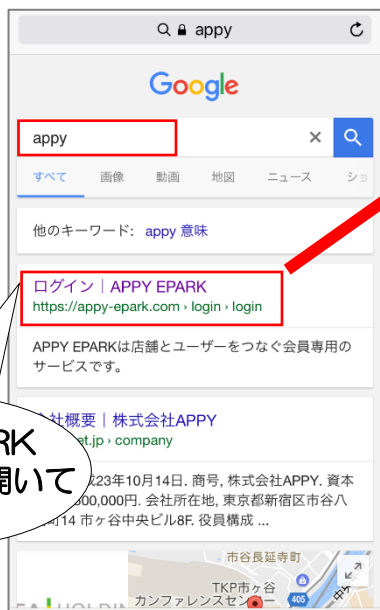 appy
Google
appy
すべて 画像 動画 地図 ニュース シ
他のキーワード: appy 意味
ログイン | APPY EPARK
https://appy-epark.com › login › login
APPY EPARKは店舗とユーザーをつなぐ会員専用の
サービスです。
会社概要 | 株式会社APPY
et.jp › company
RK
開いて
23年10月14日. 商号, 株式会社APPY. 資本
00,000円. 会社所在地, 東京都新宿区市谷八
町14 市ヶ谷中央ビル8F. 役員構成 ...
市谷長延寺町
TKP市ヶ谷
カンファレンスセンター
405